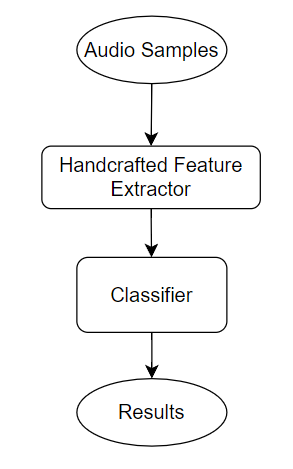 Audio Samples
Handcrafted Feature
Extractor
Classifier
Results